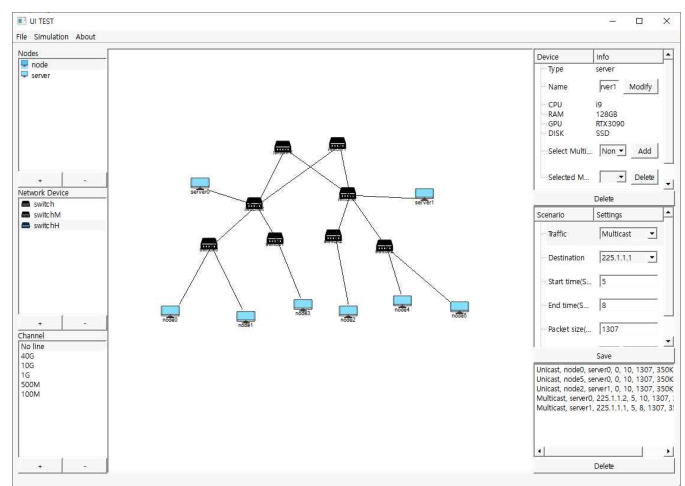 UI TEST
File Simulation About
Nodes
node
server
+ -
Network Device
switch
switchM
switchH
+ -
Channel
No line
40G
10G
1G
500M
100M
+ -
server0
server1
node0
node1
node3
node2
node4
Device Info
Type server
Name rver1 Modify
CPU i9
RAM 128GB
GPU RTX3090
DISK SSD
Select Multi... Non Add
Selected M... Delete
Delete
Scenario Settings
Traffic Multicast
Destination 225.1.1.1
Start time(S... 5
End time(S... 8
Packet size(... 1307
Save
Unicast, node0, server0, 0, 10, 1307, 350K
Unicast, node5, server0, 0, 10, 1307, 350K
Unicast, node2, server1, 0, 10, 1307, 350K
Multicast, server0, 225.1.1.2, 5, 10, 1307,
Multicast, server1, 225.1.1.1, 5, 8, 1307,
Delete